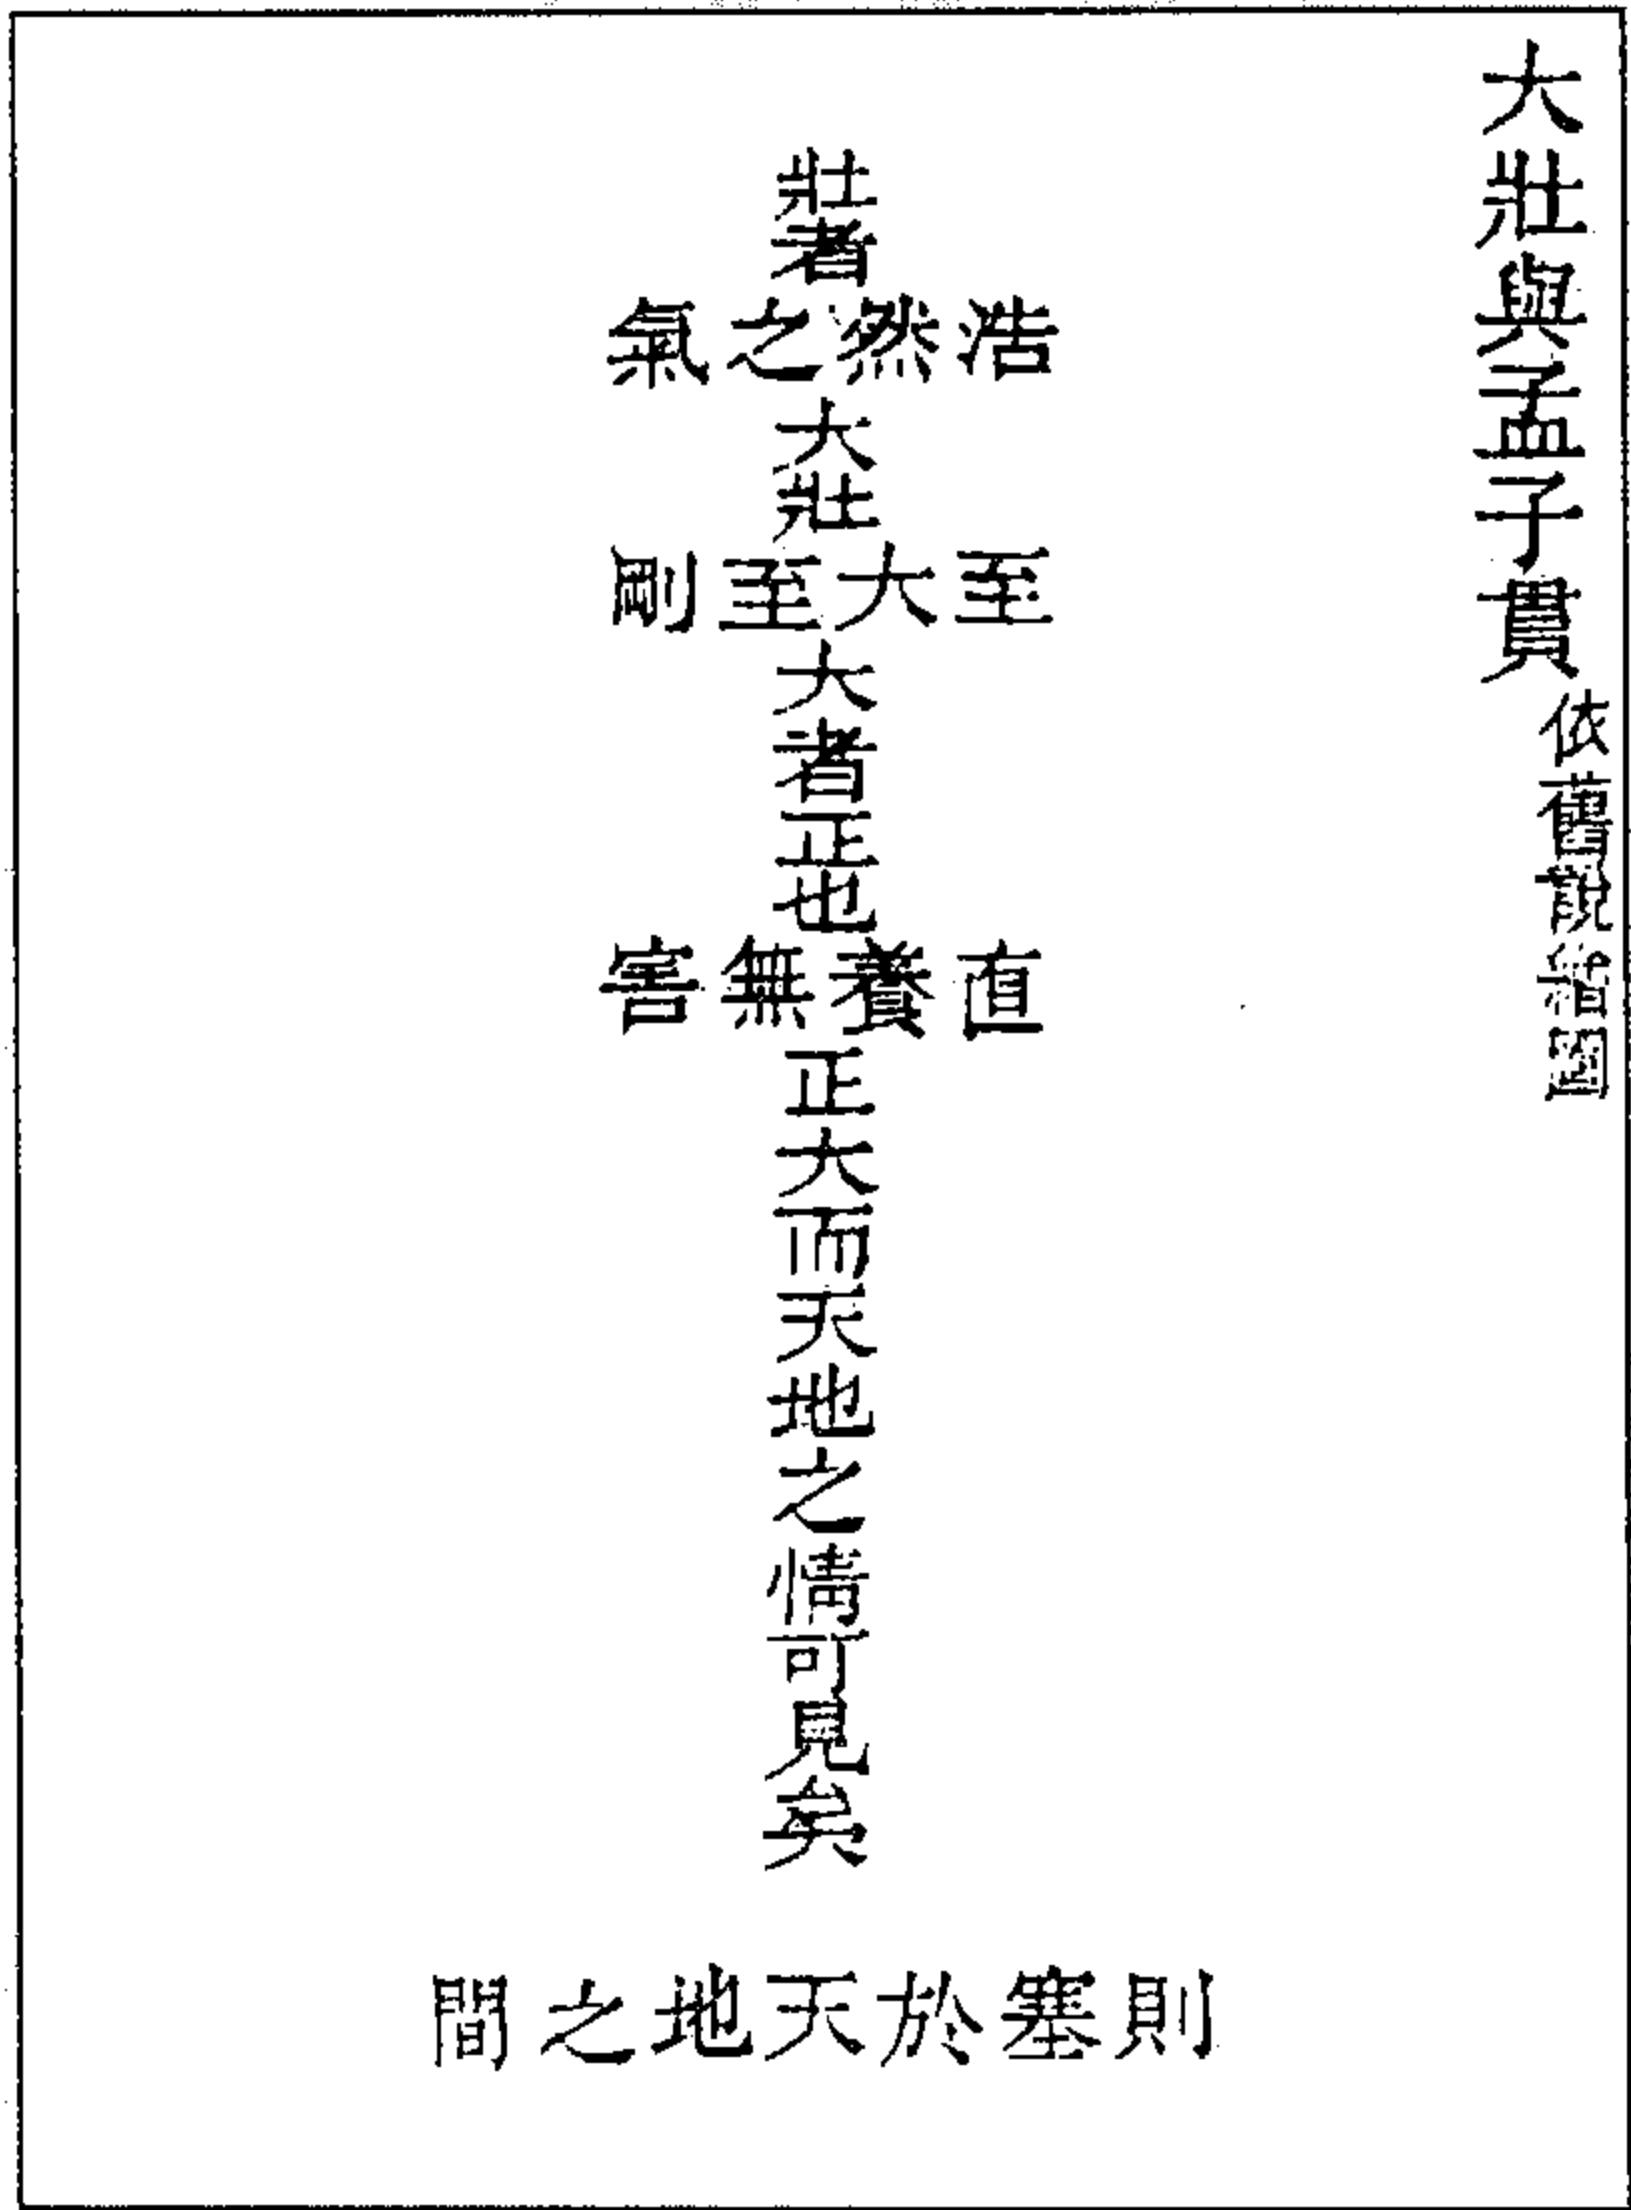 大壯與孟子貫
依舊說緒圖
壯者
浩然之氣
大壯
至大至剛
大者正也
直養無害
正大而天地之情可見矣
則塞於天地之間